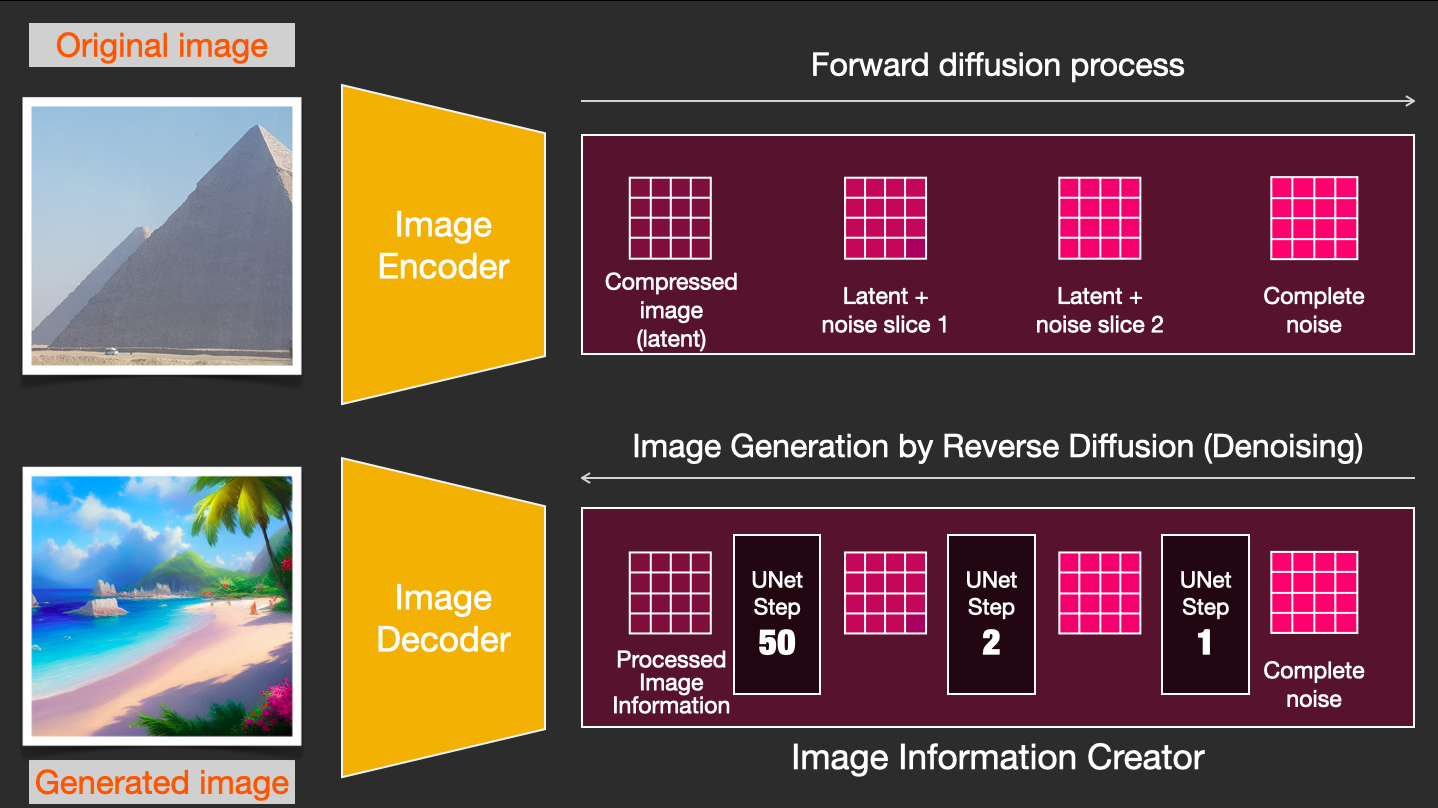 Original image
Forward diffusion process
Image
Encoder
Compressed
image
(latent)
Latent +
noise slice 1
Latent +
noise slice 2
Complete
noise
Image Generation by Reverse Diffusion (Denoising)
Image
Decoder
Processed
Image
Information
UNet
Step
50
UNet
Step
2
UNet
Step
1
Complete
noise
Image Information Creator
Generated image